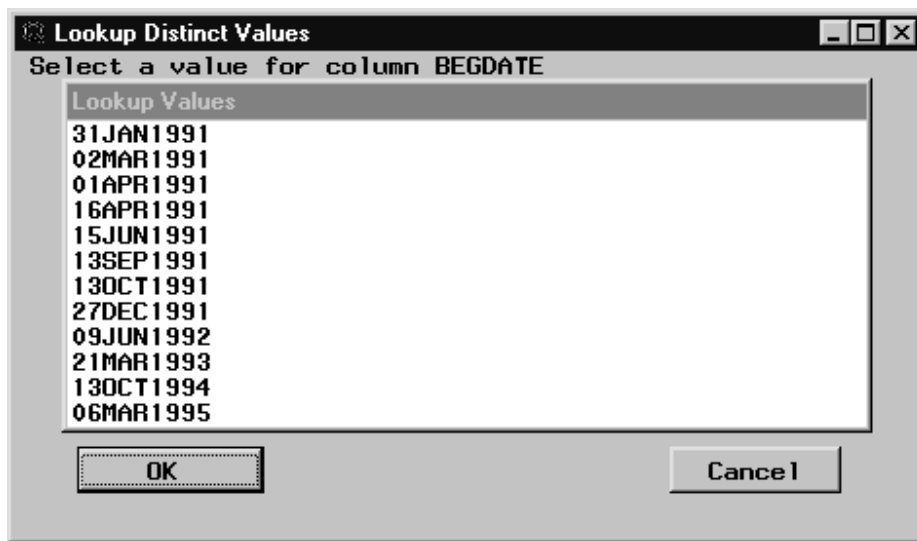 Lookup Distinct Values
Select a value for column BEGDATE
Lookup Values
31JAN1991
02MAR1991
01APR1991
16APR1991
15JUN1991
13SEP1991
13OCT1991
27DEC1991
09JUN1992
21MAR1993
13OCT1994
06MAR1995
OK Cancel